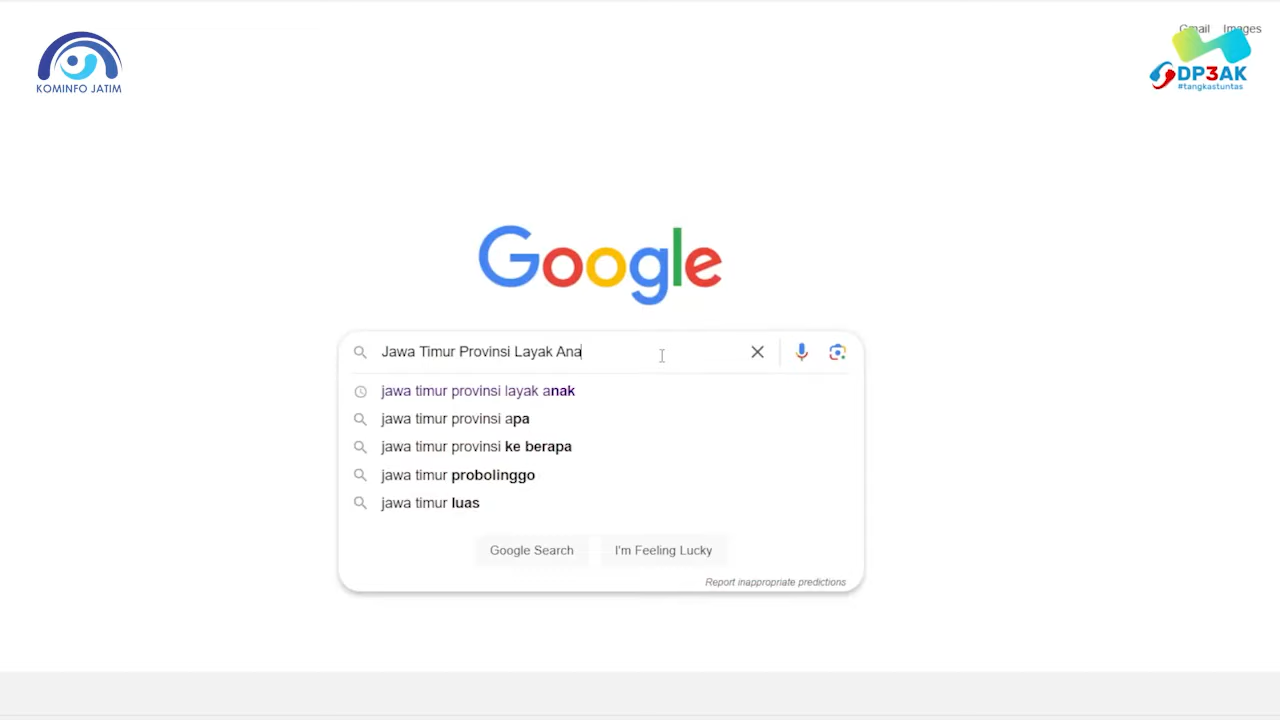 Gmail Images
KOMINFO JATIM
DP3AK
#tangkastuntas
Google
Jawa Timur Provinsi Layak Ana
jawa timur provinsi layak anak
jawa timur provinsi apa
jawa timur provinsi ke berapa
jawa timur probolinggo
jawa timur luas
Google Search I'm Feeling Lucky
Report inappropriate predictions